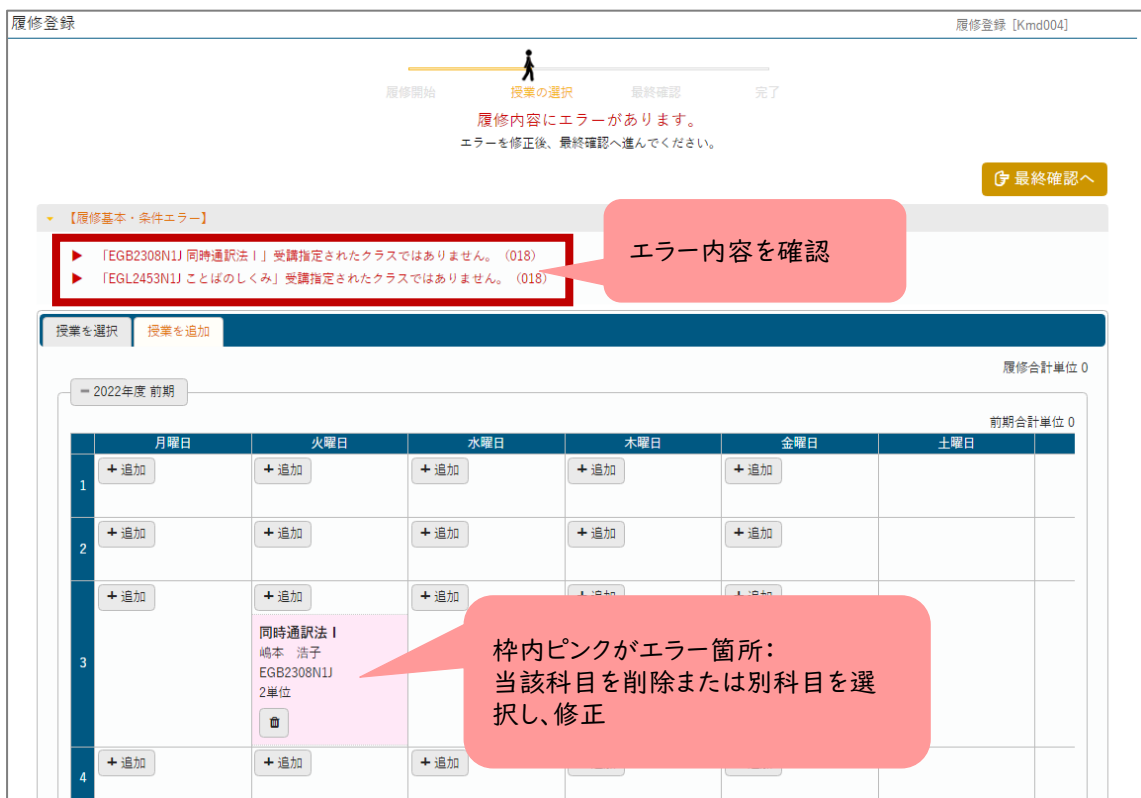 履修登録
履修登録 [Kmd004]
履修開始 授業の選択 最終確認 完了
履修内容にエラーがあります。
エラーを修正後、最終確認へ進んでください。
最終確認へ
【履修基本・条件エラー】
「EGB2308N1J 同時通訳法Ⅰ」受講指定されたクラスではありません。（018）
「EGL2453N1J ことばのしくみ」受講指定されたクラスではありません。（018）
エラー内容を確認
授業を選択 授業を追加
履修合計単位 0
2022年度 前期
前期合計単位 0
月曜日 火曜日 水曜日 木曜日 金曜日 土曜日
1 +追加 +追加 +追加 +追加 +追加
2 +追加 +追加 +追加 +追加 +追加
3 +追加 +追加 +追加 +追加 +追加
同時通訳法Ⅰ
嶋本 浩子
EGB2308N1J
2単位
枠内ピンクがエラー箇所：
当該科目を削除または別科目を選
択し、修正
4 +追加 +追加 +追加